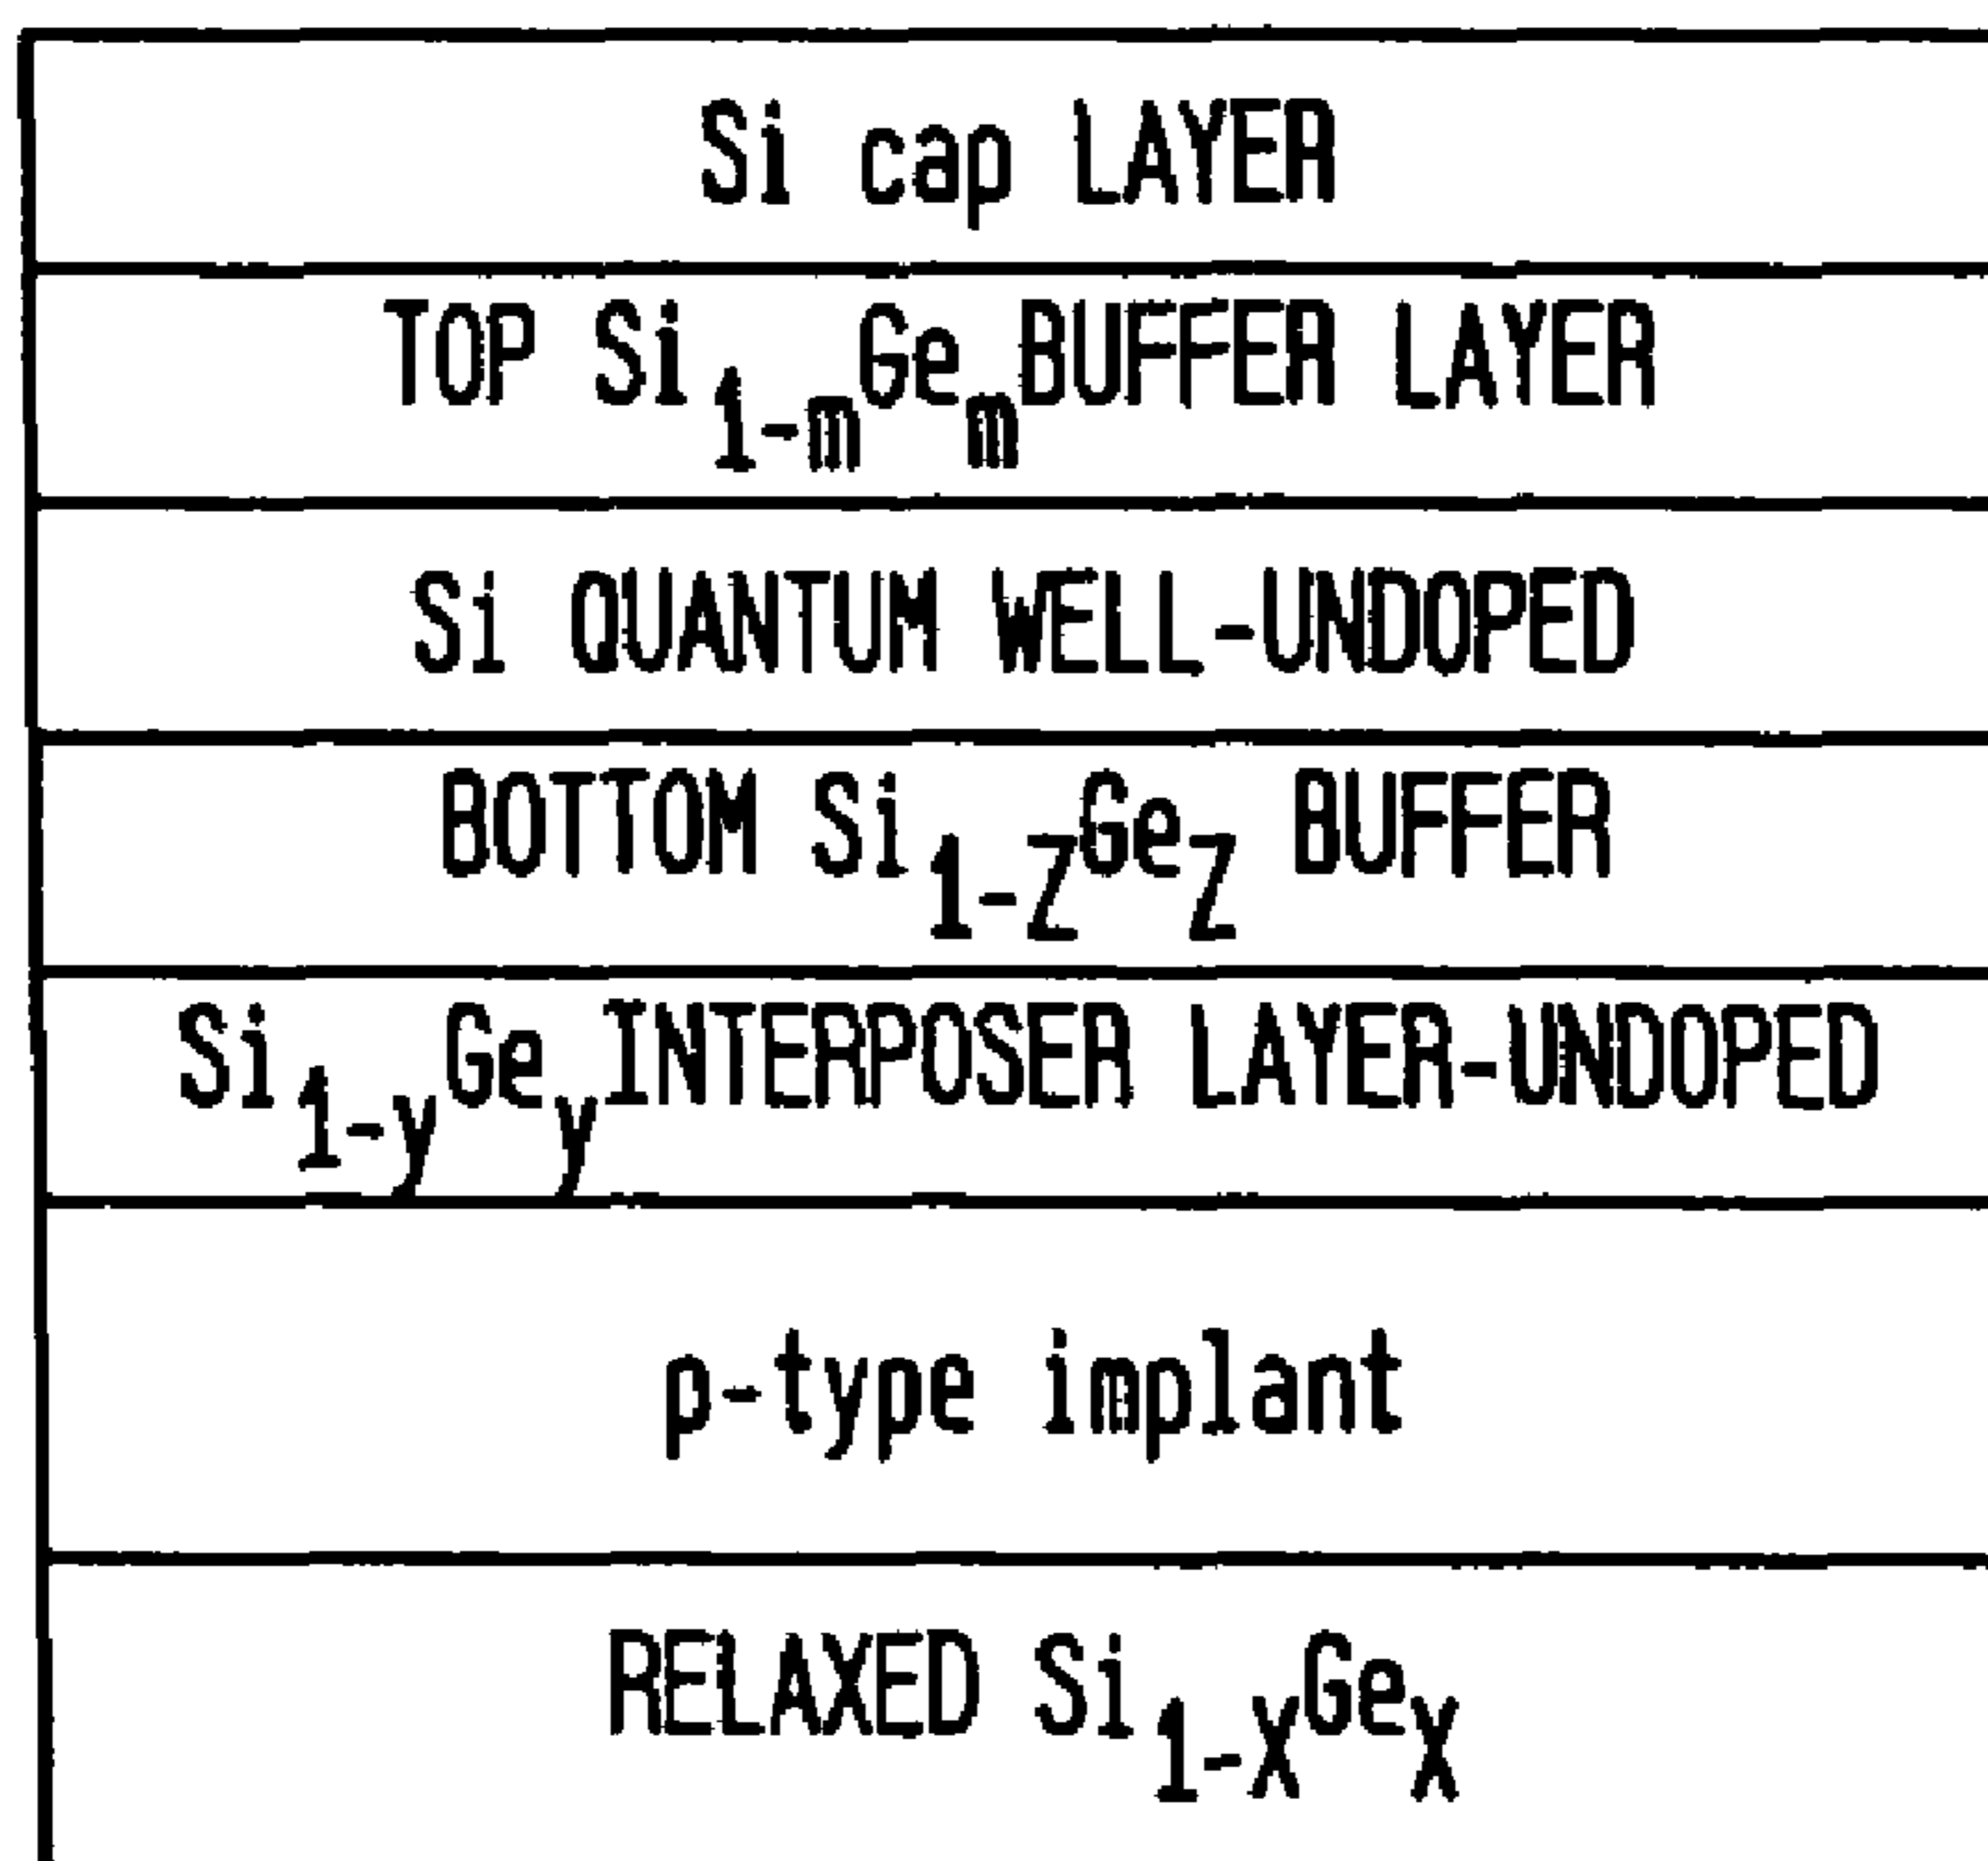 Si cap LAYER
TOP Si1-mGemBUFFER LAYER
Si QUANTUM WELL-UNDOPED
BOTTOM Si1-ZGeZ BUFFER
Si1-yGeyINTERPOSER LAYER-UNDOPED
p-type implant
RELAXED Si1-XGeX